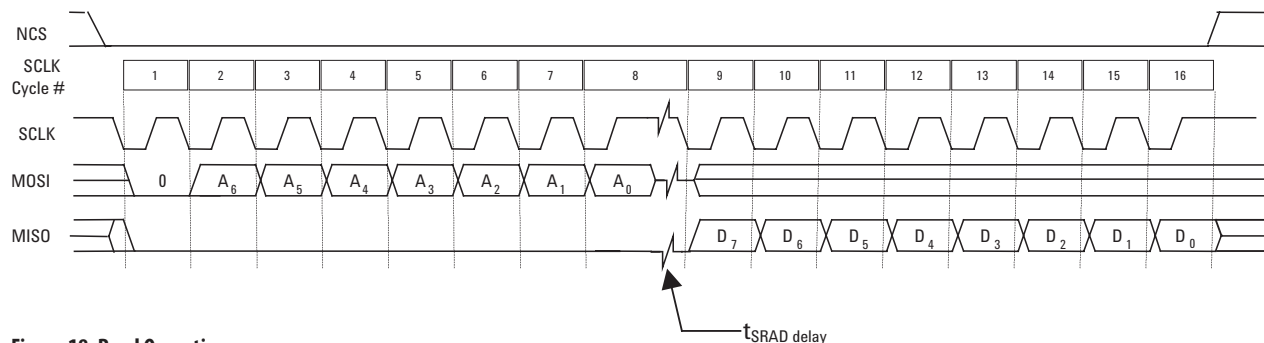 NCS
SCLK
Cycle #
1 2 3 4 5 6 7 8 9 10 11 12 13 14 15 16
SCLK
MOSI 0 A6 A5 A4 A3 A2 A1 A0
MISO D7 D6 D5 D4 D3 D2 D1 D0
tSRAD delay